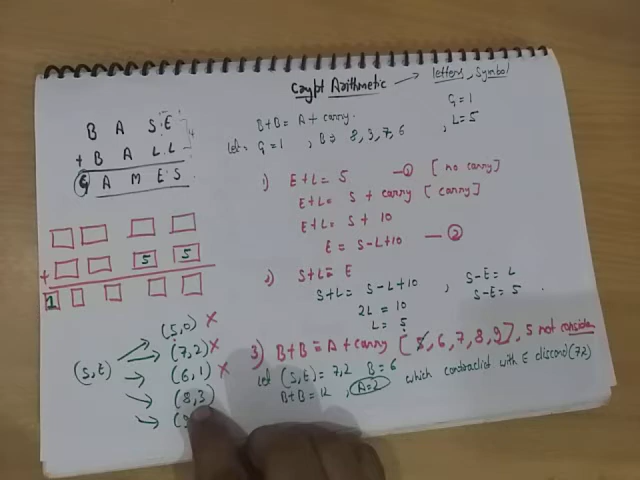 Crypt Arithmetic → letters, symbol
B A S E
+ B A L L
G A M E S
B+B = A + carry.
let, G = 1 , B ⇒ 8, 3, 7, 6
G = 1
, L = 5
1) E+L = S —① [no carry]
E+L = S + carry [carry]
E+L = S + 10
E = S-L+10 —②
2) S+L = E
S+L = S-L+10
2L = 10
L = 5
, S-E = L
S-E = 5 .
5 5
+
1
(S,E)
(5,0) X
(7,2) X
(6,1) X
(8,3)
3) B+B = A + carry [5, 6, 7, 8, 9], 5 not consider
let (S,E) = 7,2 B = 6
B+B = 12 , A=2 which contradict with E discond (7,2)